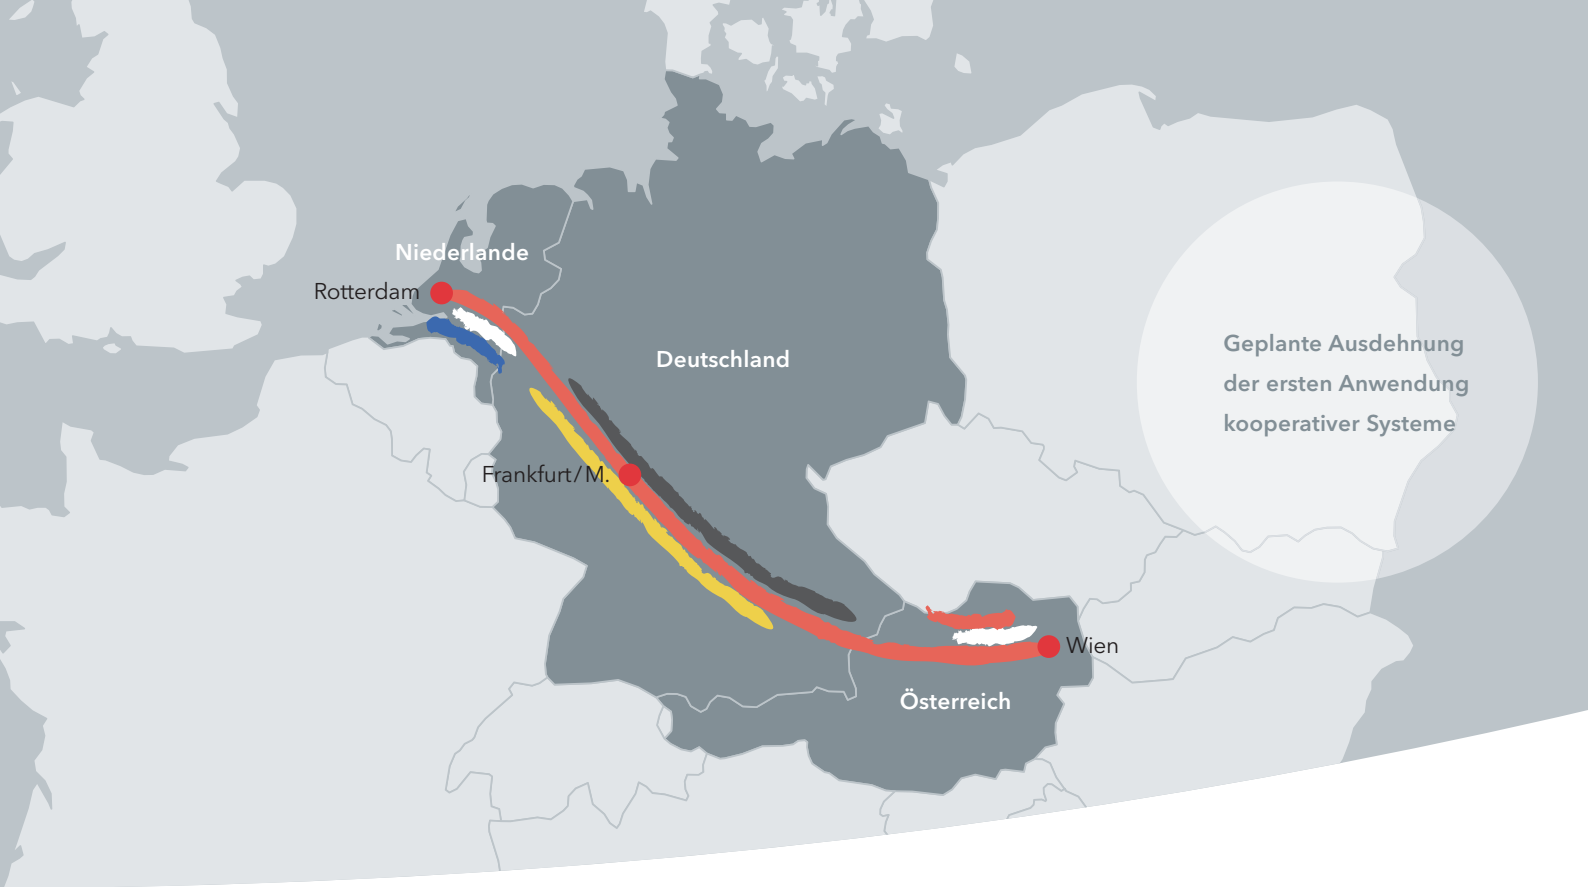 Niederlande
Rotterdam
Deutschland
Geplante Ausdehnung
der ersten Anwendung
kooperativer Systeme
Frankfurt/M.
Wien
Österreich